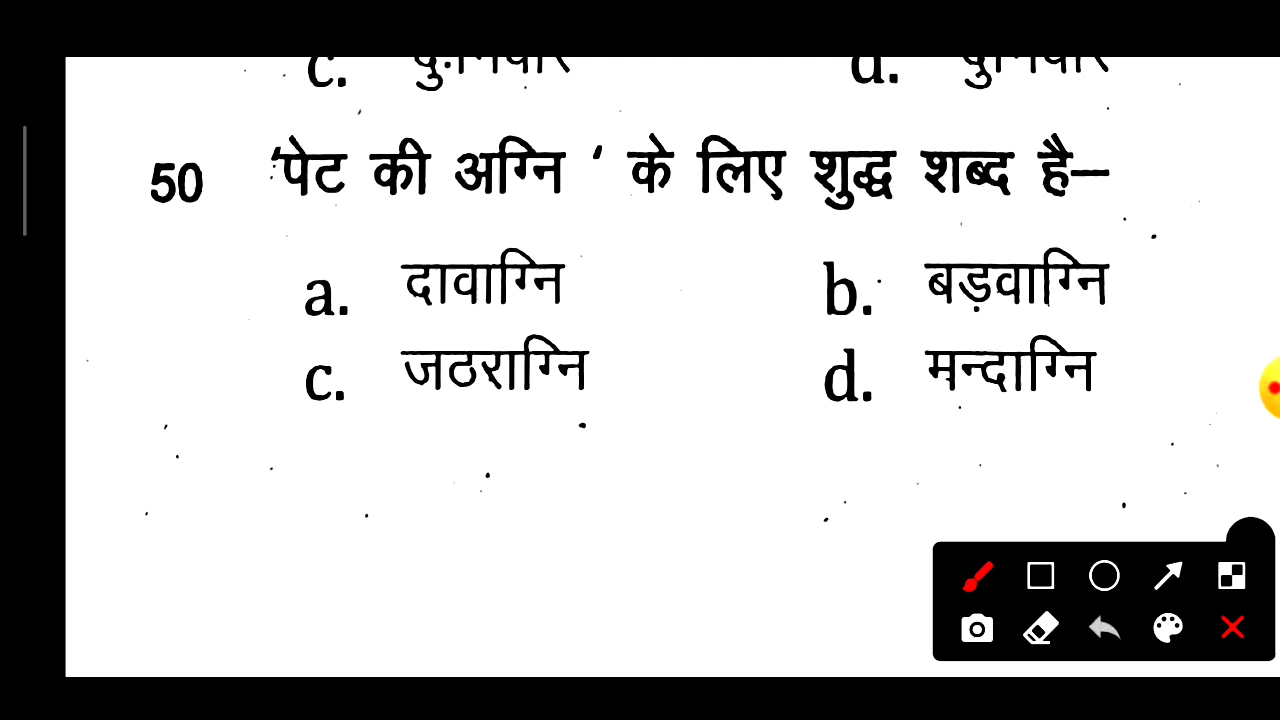 c. दुःनिवार d. दुनिवार
50 'पेट की अग्नि ' के लिए शुद्ध शब्द है–
a. दावाग्नि b. बड़वाग्नि
c. जठराग्नि d. मन्दाग्नि